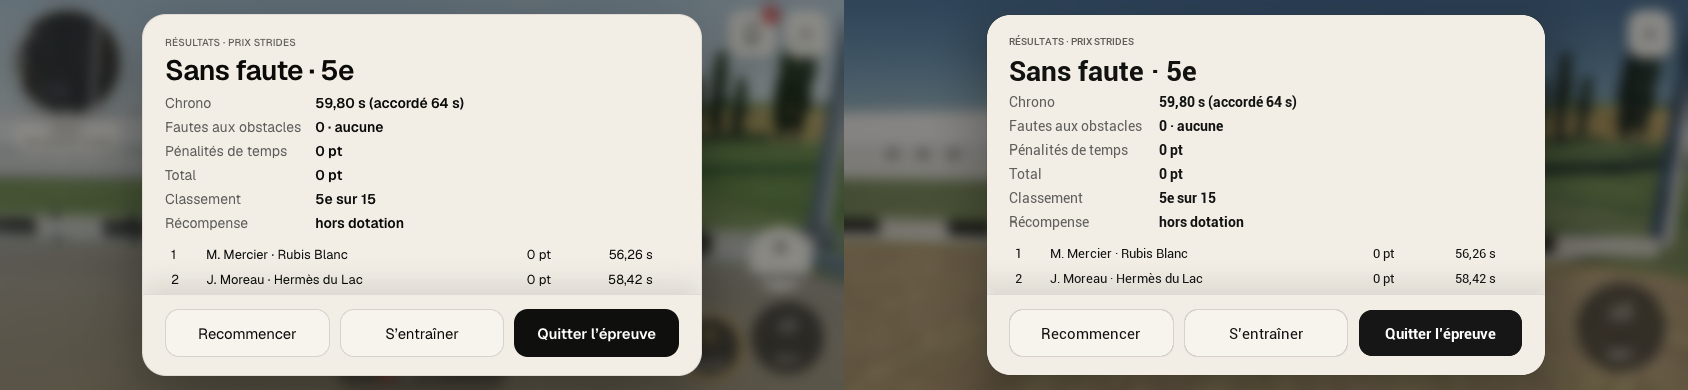 RÉSULTATS · PRIX STRIDES
Sans faute · 5e
Chrono 59,80 s (accordé 64 s)
Fautes aux obstacles 0 · aucune
Pénalités de temps 0 pt
Total 0 pt
Classement 5e sur 15
Récompense hors dotation
1 M. Mercier · Rubis Blanc 0 pt 56,26 s
2 J. Moreau · Hermès du Lac 0 pt 58,42 s
Recommencer S’entraîner Quitter l’épreuve
RÉSULTATS · PRIX STRIDES
Sans faute · 5e
Chrono 59,80 s (accordé 64 s)
Fautes aux obstacles 0 · aucune
Pénalités de temps 0 pt
Total 0 pt
Classement 5e sur 15
Récompense hors dotation
1 M. Mercier · Rubis Blanc 0 pt 56,26 s
2 J. Moreau · Hermès du Lac 0 pt 58,42 s
Recommencer S’entraîner Quitter l’épreuve